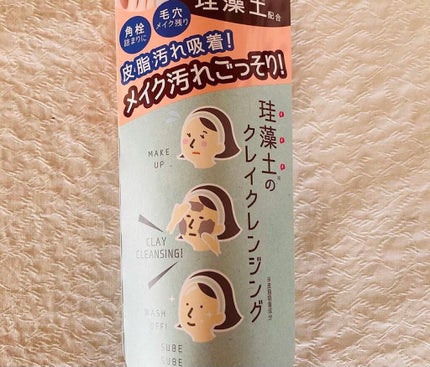 珪藻土配合
角栓
詰まりに
毛穴
メイク残り
皮脂汚れ吸着!
メイク汚れごっそり!
珪藻土の
クレイクレンジング
MAKE
UP
CLAY
CLEANSING!
WASH
OFF!
SUBE
SUBE